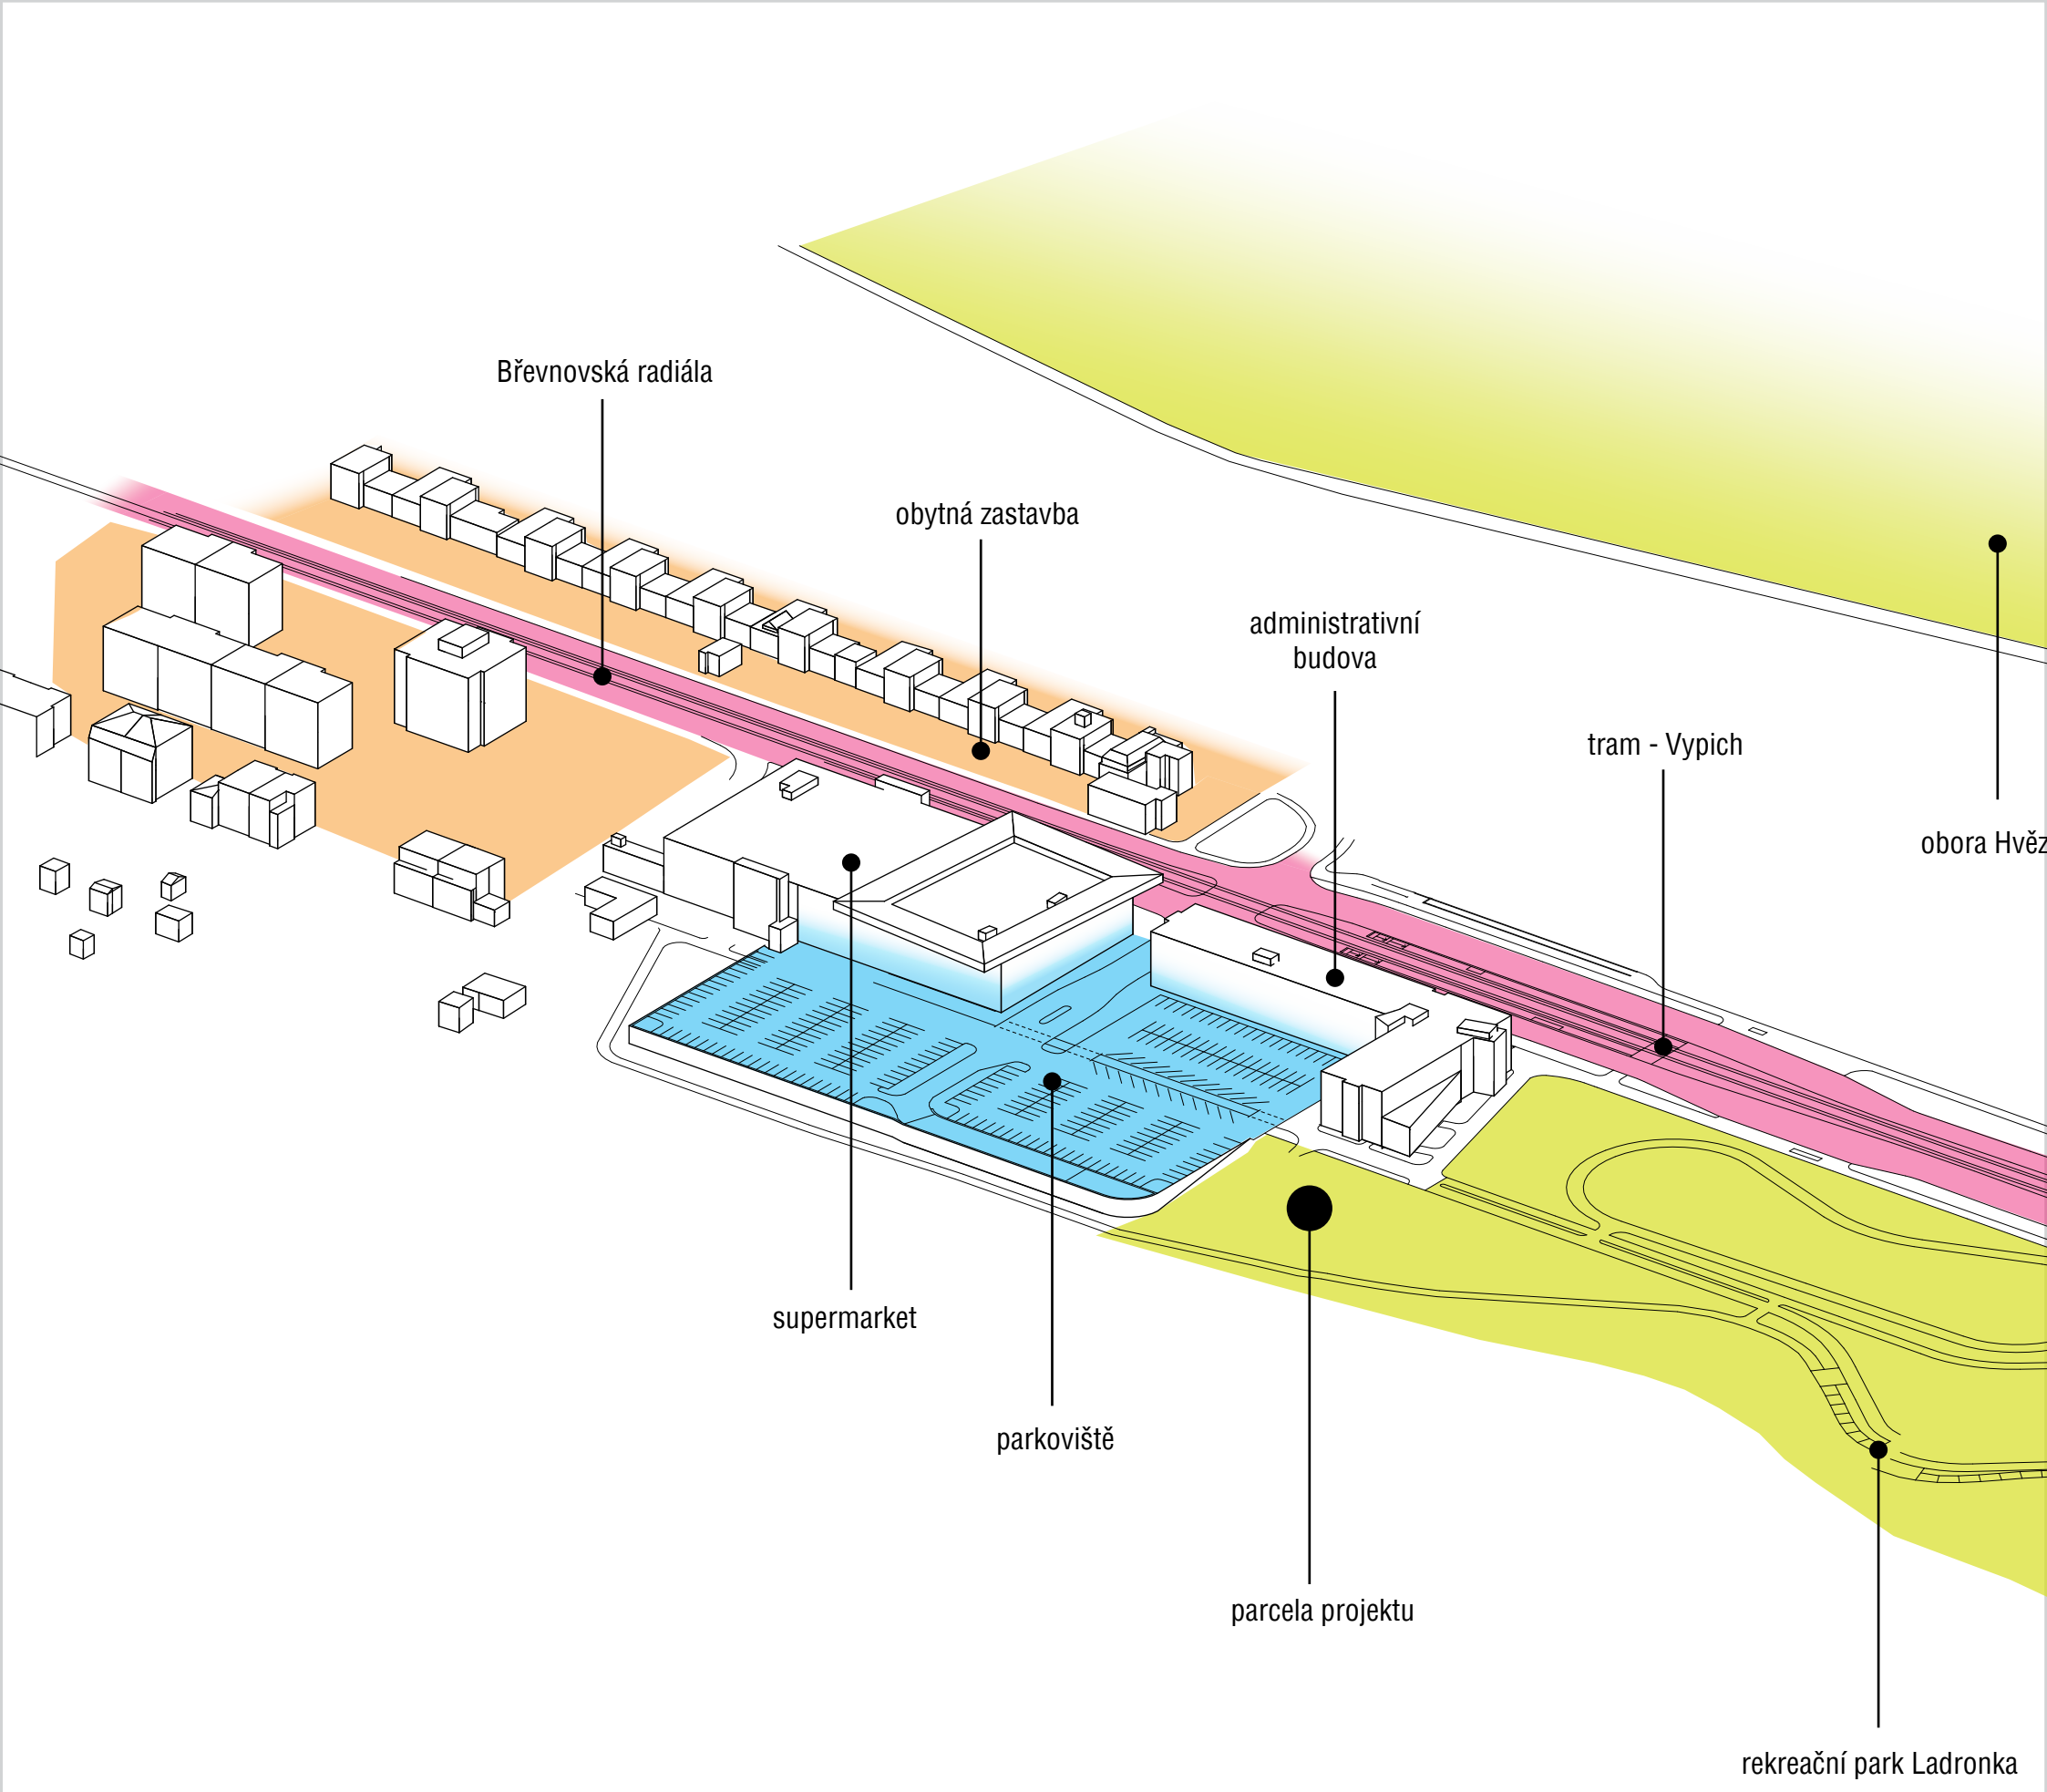 Břevnovská radiála
obytná zastavba
administrativní
budova
tram - Vypich
obora Hvěz
supermarket
parkoviště
parcela projektu
rekreační park Ladronka